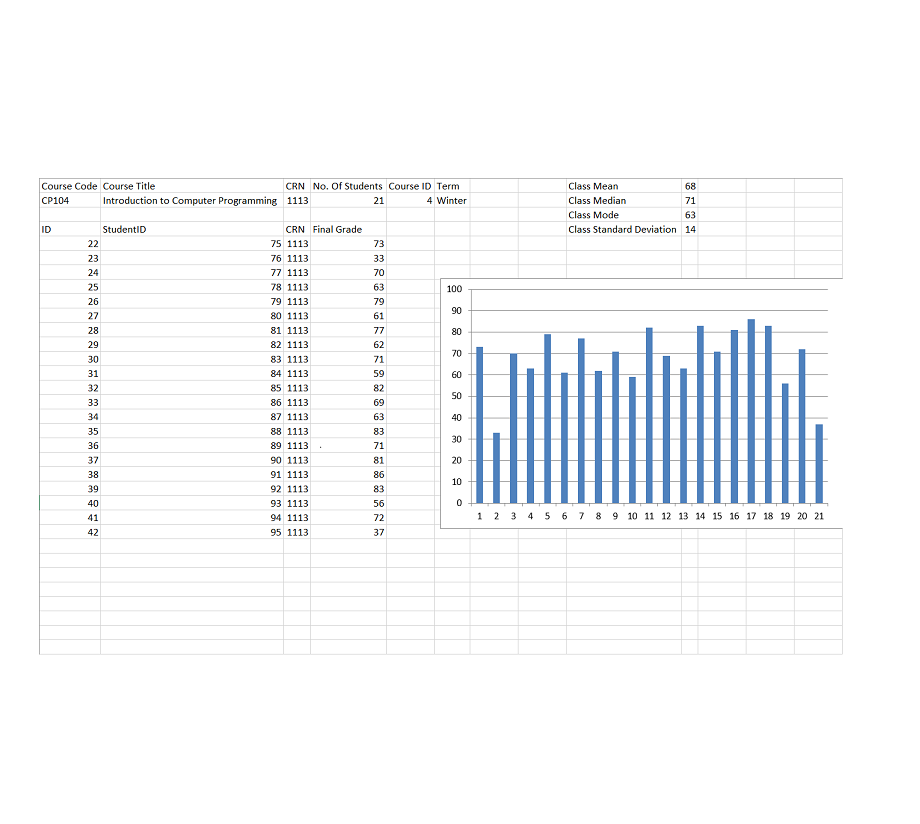 Course Code Course Title CRN No. Of Students Course ID Term Class Mean 68
CP104 Introduction to Computer Programming 1113 21 4 Winter Class Median 71
Class Mode 63
ID StudentID CRN Final Grade Class Standard Deviation 14
22 75 1113 73
23 76 1113 33
24 77 1113 70
25 78 1113 63
26 79 1113 79
27 80 1113 61
28 81 1113 77
29 82 1113 62
30 83 1113 71
31 84 1113 59
32 85 1113 82
33 86 1113 69
34 87 1113 63
35 88 1113 83
36 89 1113 . 71
37 90 1113 81
38 91 1113 86
39 92 1113 83
40 93 1113 56
41 94 1113 72
42 95 1113 37
100
90
80
70
60
50
40
30
20
10
0
1 2 3 4 5 6 7 8 9 10 11 12 13 14 15 16 17 18 19 20 21